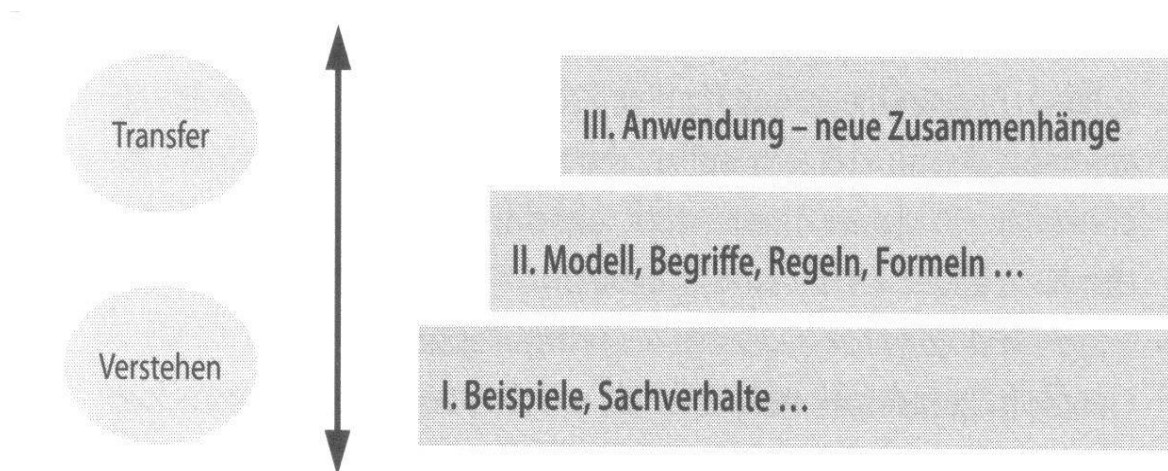 Transfer
III. Anwendung – neue Zusammenhänge
II. Modell, Begriffe, Regeln, Formeln …
Verstehen
I. Beispiele, Sachverhalte …